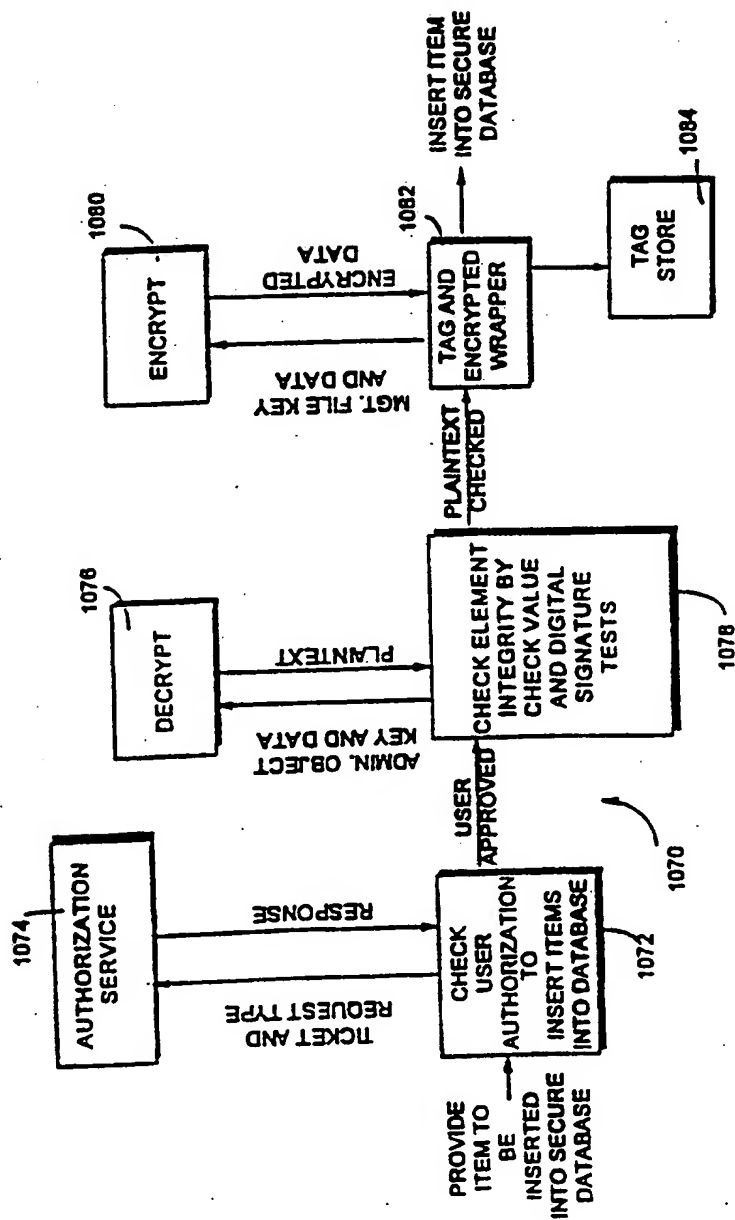 1074
AUTHORIZATION
SERVICE
TICKET AND
REQUEST TYPE
RESPONSE
PROVIDE
ITEM TO
BE
INSERTED
INTO SECURE
DATABASE
CHECK
USER
AUTHORIZATION
TO
INSERT ITEMS
INTO DATABASE
1072
1070
USER
APPROVED
1076
DECRYPT
ADMIN. OBJECT
KEY AND DATA
PLAINTEXT
CHECK ELEMENT
INTEGRITY BY
CHECK VALUE
AND DIGITAL
SIGNATURE
TESTS
1078
PLAINTEXT
CHECKED
1080
ENCRYPT
MGT. FILE KEY
AND DATA
ENCRYPTED
DATA
1082
TAG AND
ENCRYPTED
WRAPPER
INSERT ITEM
INTO SECURE
DATABASE
TAG
STORE
1084